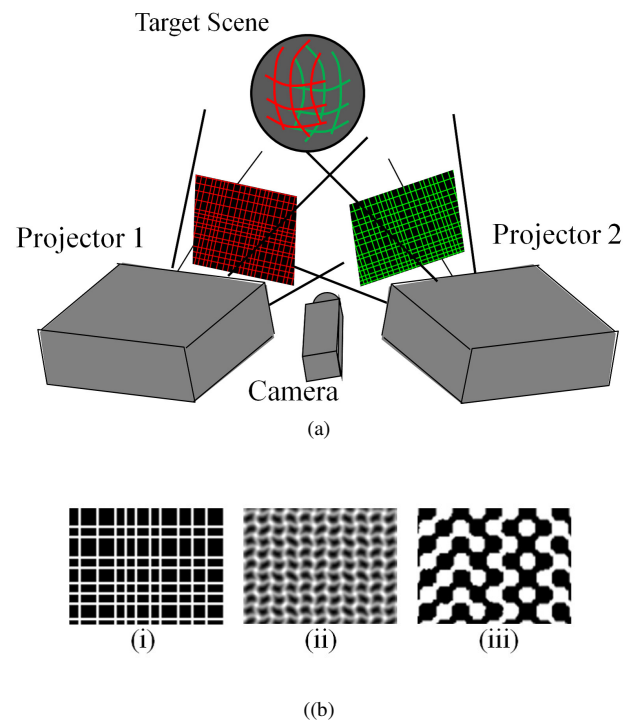 Target Scene
Projector 1
Projector 2
Camera
(a)
(i)
(ii)
(iii)
((b)